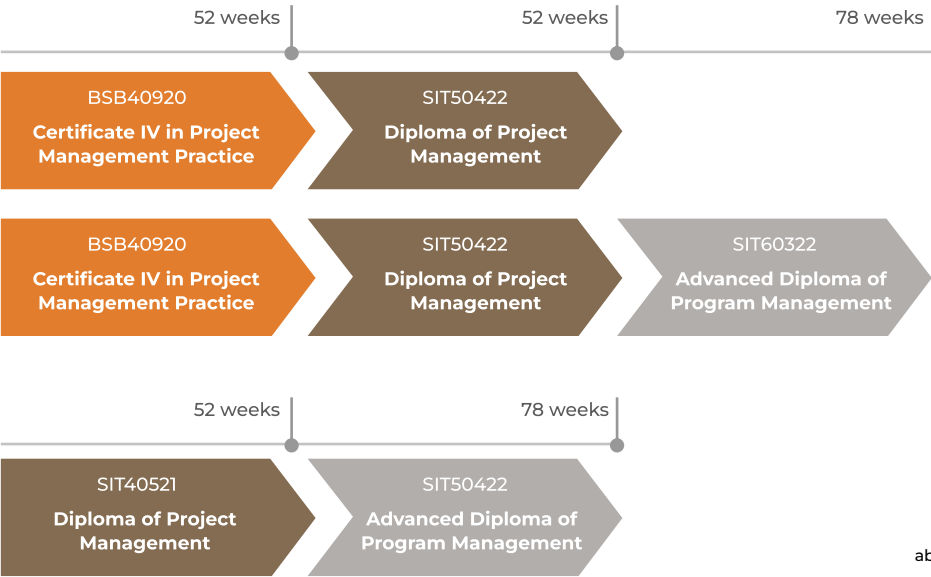 52 weeks
52 weeks
78 weeks
BSB40920
Certificate IV in Project
Management Practice
SIT50422
Diploma of Project
Management
BSB40920
Certificate IV in Project
Management Practice
SIT50422
Diploma of Project
Management
SIT60322
Advanced Diploma of
Program Management
52 weeks
78 weeks
SIT40521
Diploma of Project
Management
SIT50422
Advanced Diploma of
Program Management